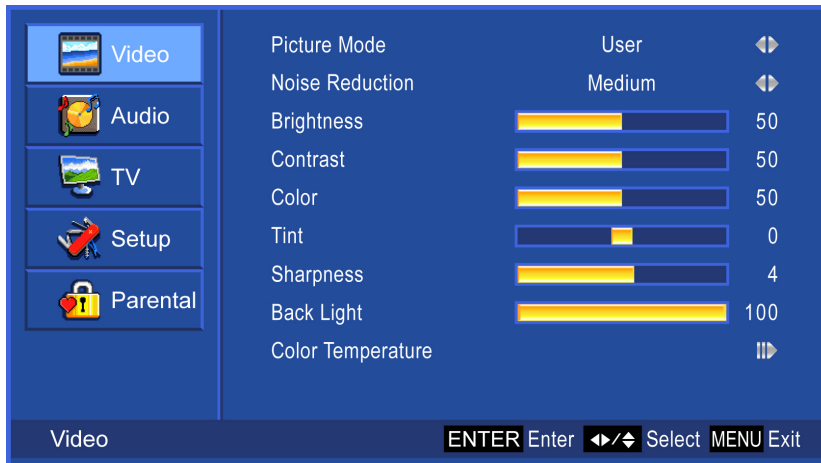 Video
Audio
TV
Setup
Parental
Picture Mode User
Noise Reduction Medium
Brightness 50
Contrast 50
Color 50
Tint 0
Sharpness 4
Back Light 100
Color Temperature
Video ENTER Enter / Select MENU Exit